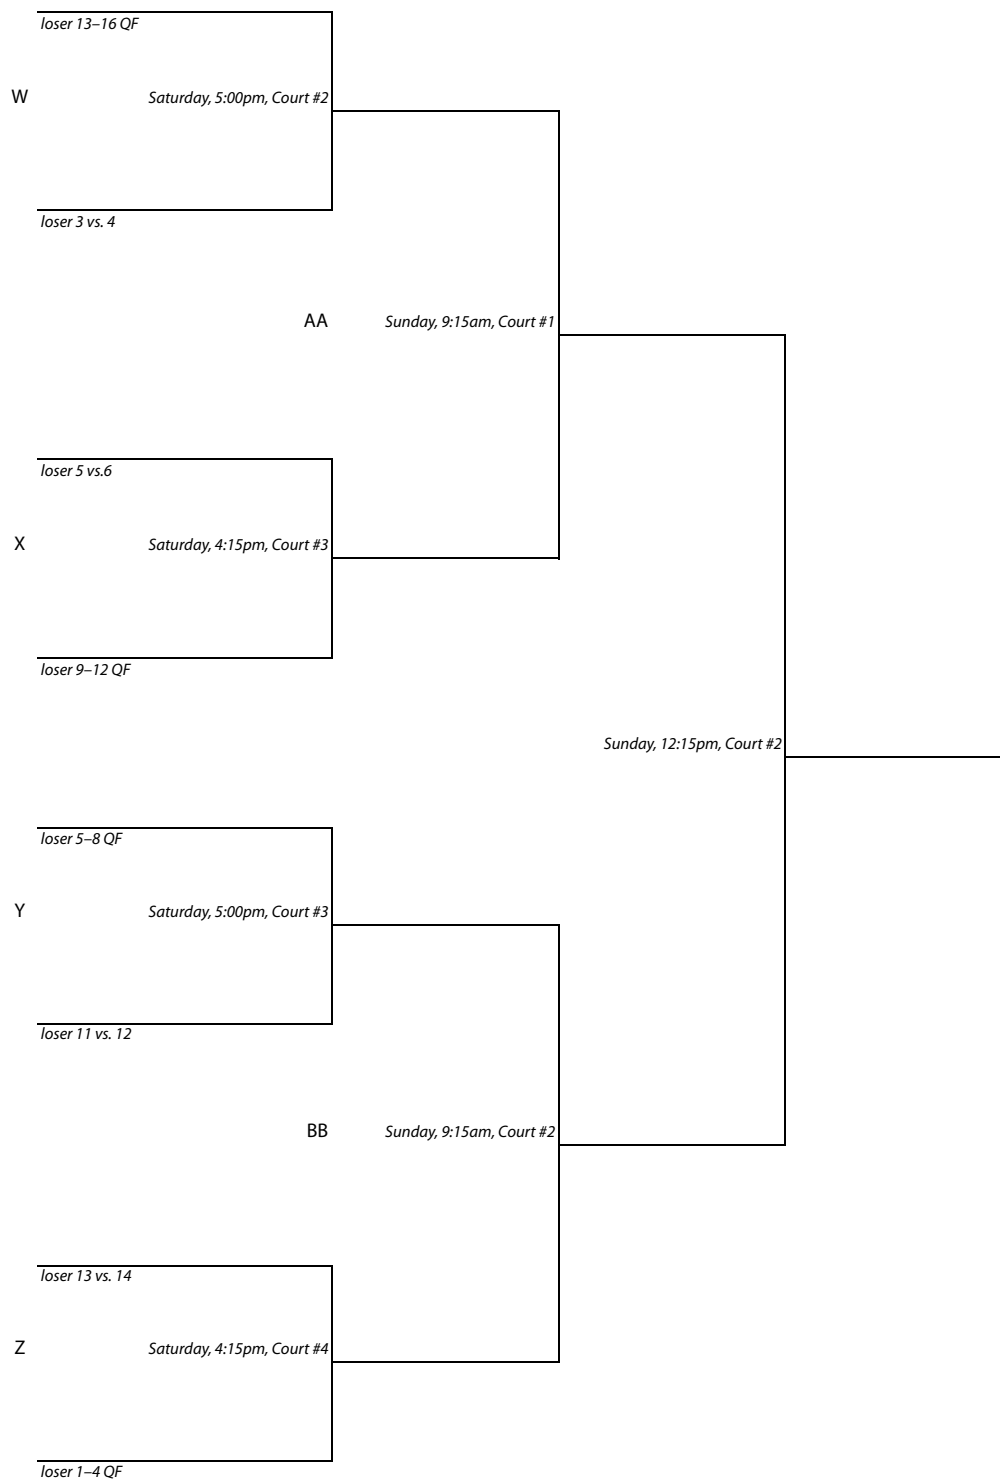 loser 13–16 QF
W
Saturday, 5:00pm, Court #2
loser 3 vs. 4
AA
Sunday, 9:15am, Court #1
loser 5 vs.6
X
Saturday, 4:15pm, Court #3
loser 9–12 QF
Sunday, 12:15pm, Court #2
loser 5–8 QF
Y
Saturday, 5:00pm, Court #3
loser 11 vs. 12
BB
Sunday, 9:15am, Court #2
loser 13 vs. 14
Z
Saturday, 4:15pm, Court #4
loser 1–4 QF